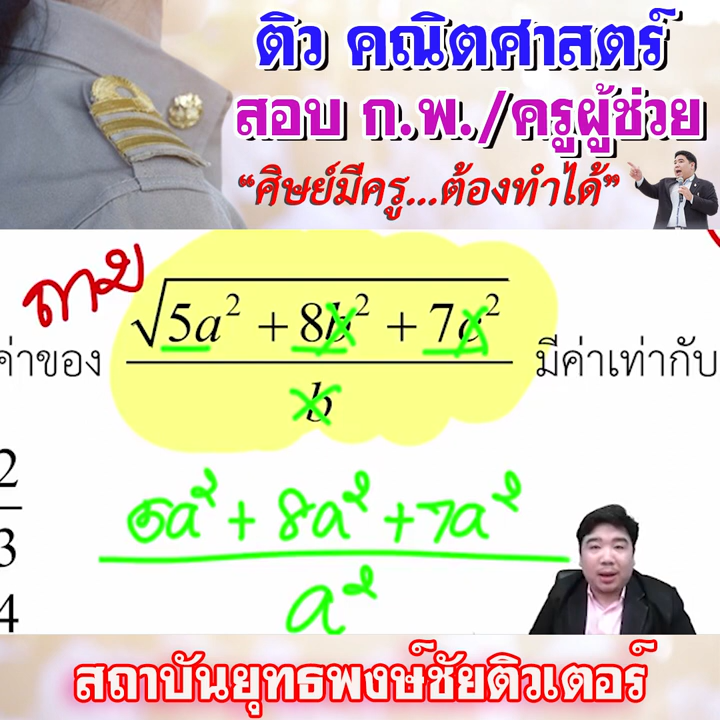 ติว คณิตศาสตร์
สอบ ก.พ./ครูผู้ช่วย
“ศิษย์มีครู...ต้องทำได้”
ถาม
ค่าของ √(5a² + 8b² + 7c²) / b มีค่าเท่ากับ
2/3
4
5a² + 8a² + 7a²
a²
สถาบันยุทธพงษ์ชัยติวเตอร์